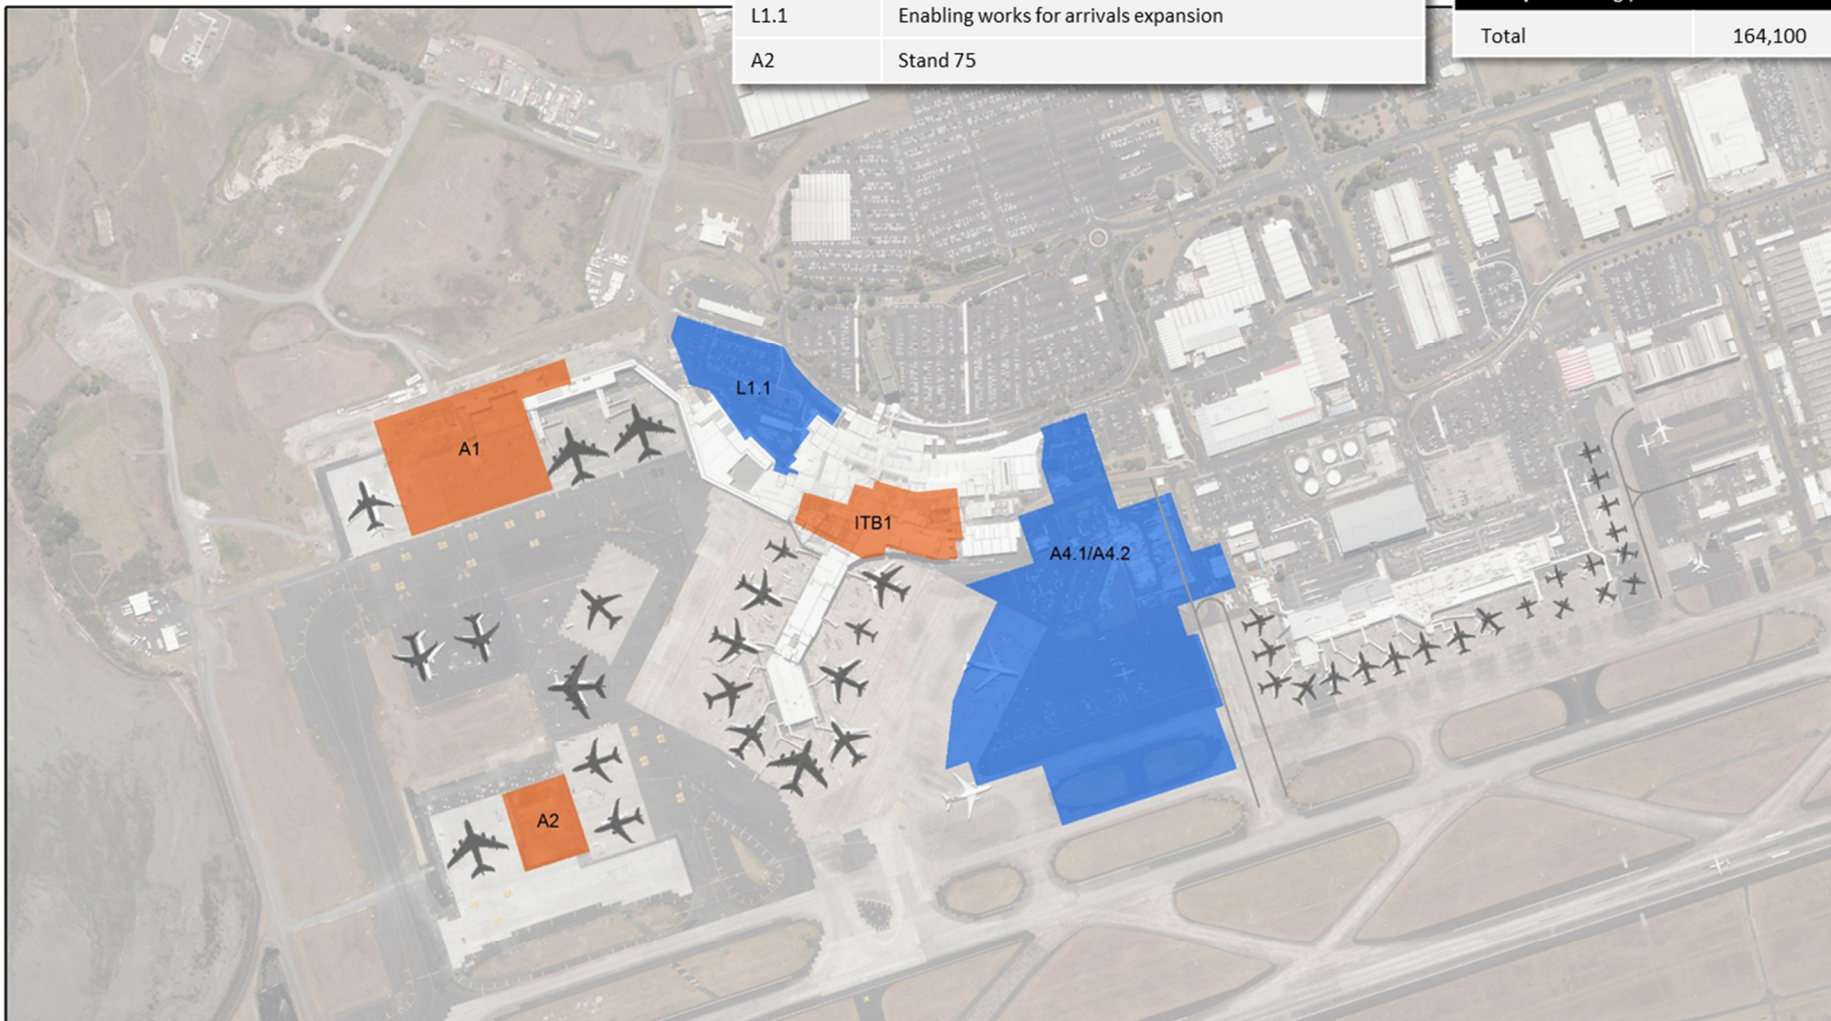 L1.1 Enabling works for arrivals expansion
A2 Stand 75
Total 164,100
L1.1
A1
ITB1
A4.1/A4.2
A2